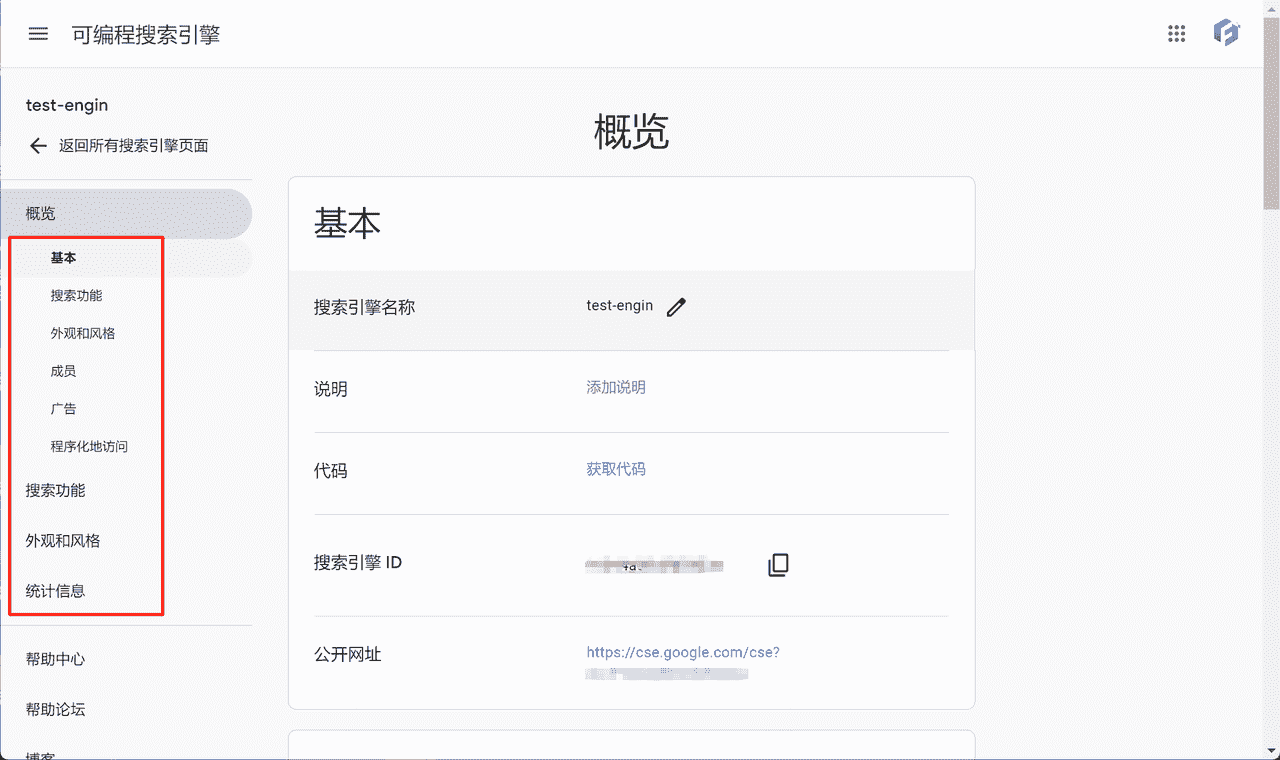 可编程搜索引擎
test-engin
返回所有搜索引擎页面
概览
基本
搜索功能
外观和风格
成员
广告
程序化地访问
搜索功能
外观和风格
统计信息
帮助中心
帮助论坛
博客
概览
基本
搜索引擎名称
test-engin
说明
添加说明
代码
获取代码
搜索引擎 ID
公开网址
https://cse.google.com/cse?